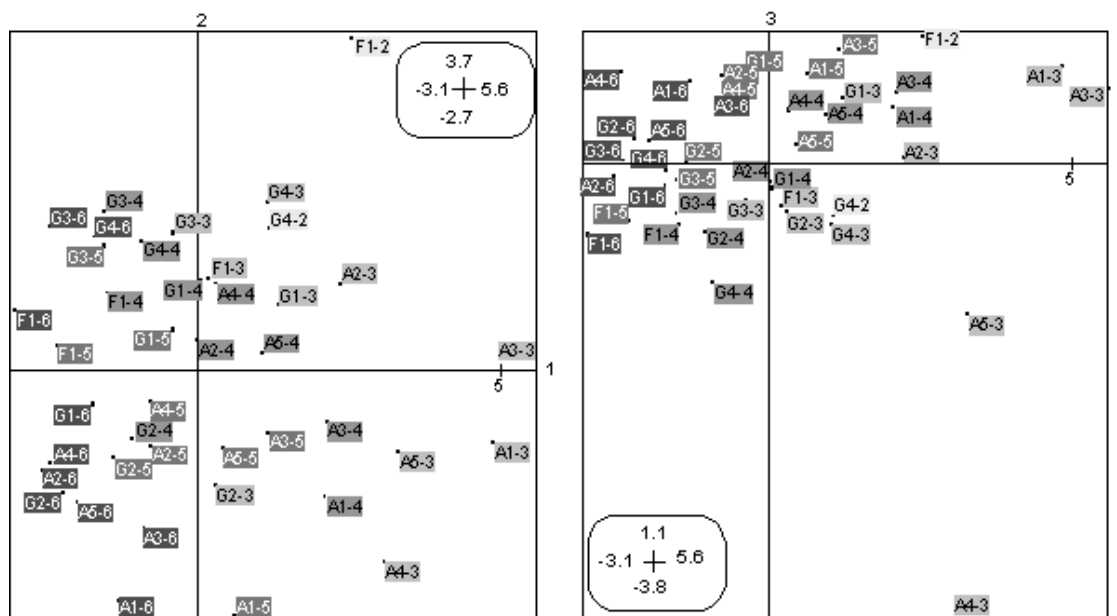 2
F1-2
3.7
-3.1 5.6
-2.7
G4-3
G3-4
G4-2
G3-6
G4-6
G3-3
G3-5
G4-4
F1-3
A2-3
G1-4
A4-4
G1-3
F1-4
F1-6
G1-5
F1-5
A2-4
A5-4
A3-3
1
5
G1-6
A4-5
G2-4
A3-4
A3-5
A4-6
A2-5
A5-5
A5-3
A1-3
G2-5
A2-6
G2-6
G2-3
A5-6
A1-4
A3-6
A4-3
A1-6
A1-5
3
F1-2
A3-5
G1-5
A2-5
A1-5
A4-6
A1-3
A3-4
A1-6
A4-5
G1-3
A3-3
A3-6
A4-4
A5-4
A1-4
G2-6
A5-6
A5-5
G3-6
G4-6
G2-5
A2-3
A2-4
5
A2-6
G3-5
G1-4
G1-6
F1-3
F1-5
G3-4
G3-3
G4-2
G2-3
F1-6
F1-4
G2-4
G4-3
G4-4
A5-3
1.1
-3.1 5.6
-3.8
A4-3